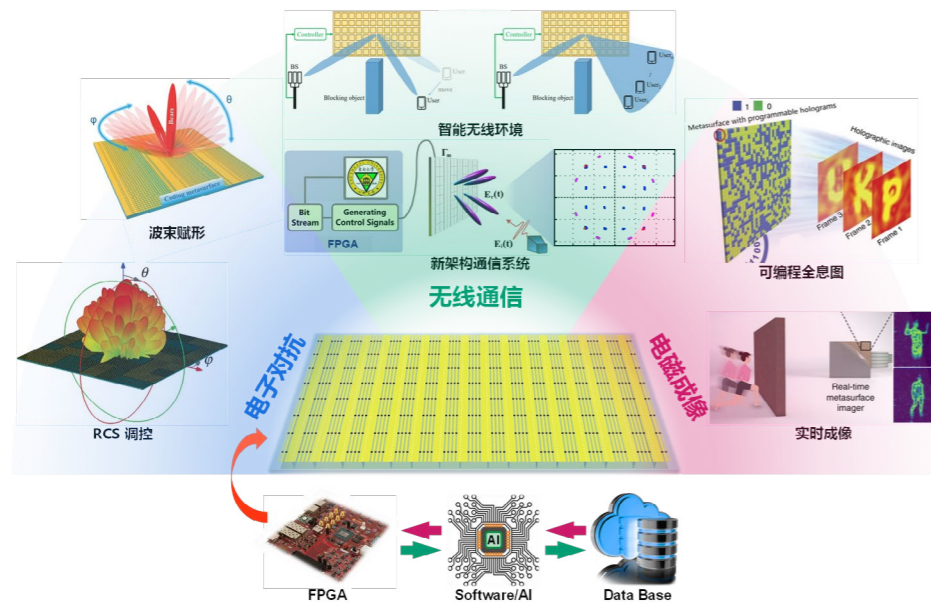 Controller
BS
User
move
User
Blocking object
Controller
BS
User
User
User
Blocking object
智能无线环境
φ
θ
Beam
Coding metasurface
波束赋形
Bit
Stream
Generating
Control Signals
FPGA
新架构通信系统
1
0
Metasurface with programmable holograms
Holographic images
Frame 3
Frame 2
Frame 1
可编程全息图
无线通信
θ
φ
RCS 调控
电子对抗
电磁成像
Real-time
metasurface
imager
实时成像
AI
FPGA
Software/AI
Data Base